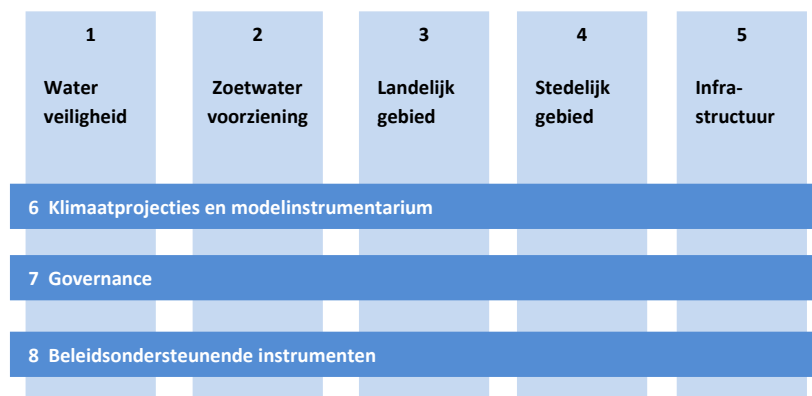 1
Water
veiligheid
2
Zoetwater
voorziening
3
Landelijk
gebied
4
Stedelijk
gebied
5
Infra-
structuur
6 Klimaatprojecties en modelinstrumentarium
7 Governance
8 Beleidsondersteunende instrumenten